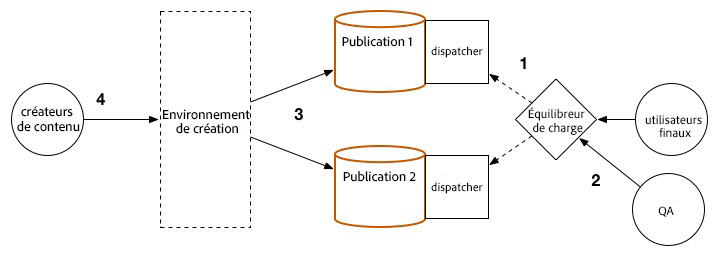 créateurs
de contenu
4
Environnement
de création
3
Publication 1
dispatcher
1
Publication 2
dispatcher
Équilibreur
de charge
2
utilisateurs
finaux
QA